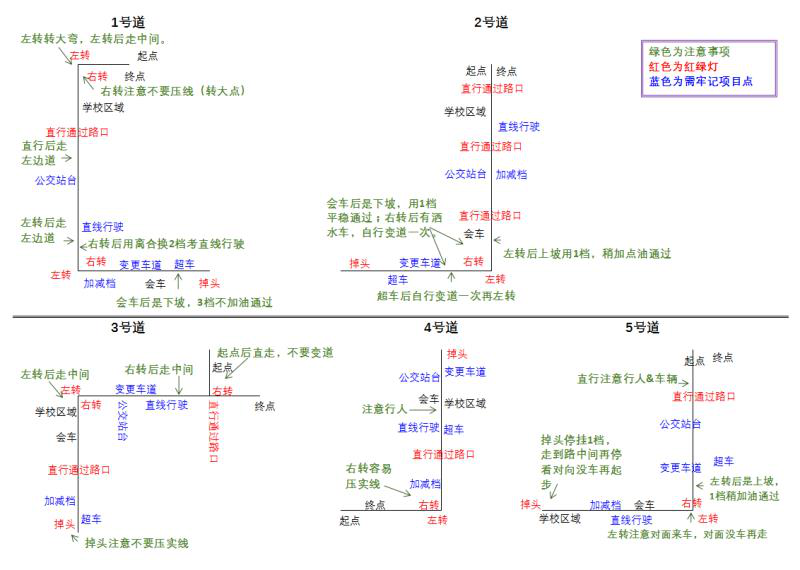 1号道
左转转大弯，左转后走中间。
左转
起点
右转
终点
右转注意不要压线（转大点）
学校区域
直行通过路口
直行后走
左边道
公交站台
左转后走
左边道
直线行驶
右转后用离合换2档考直线行驶
右转
变更车道
超车
左转
加减档
会车
掉头
会车后是下坡，3档不加油通过
2号道
起点
终点
直行通过路口
学校区域
直线行驶
直行通过路口
公交站台
加减档
会车后是下坡，用1档
平稳通过；右转后有洒
水车，自行变道一次。
直行通过路口
会车
左转后上坡用1档，稍加点油通过
掉头
变更车道
右转
超车
左转
超车后自行变道一次再左转
绿色为注意事项
红色为红绿灯
蓝色为需牢记项目点
3号道
起点后直走，不要变道
左转后走中间
右转后走中间
起点
左转
变更车道
右转
右转
公交站台
直线行驶
直行通过路口
终点
学校区域
会车
直行通过路口
加减档
超车
掉头
掉头注意不要压实线
4号道
掉头
公交站台
变更车道
会车
学校区域
注意行人
直线行驶
超车
直行通过路口
右转容易
压实线
加减档
终点
右转
起点
左转
5号道
起点
终点
直行注意行人&车辆
直行通过路口
公交站台
掉头停挂1档，
走到路中间再停
看对向没车再起
步
变更车道
超车
左转后是上坡，
1档稍加油通过
掉头
加减档
会车
右转
学校区域
直线行驶
左转
左转注意对面来车，对面没车再走